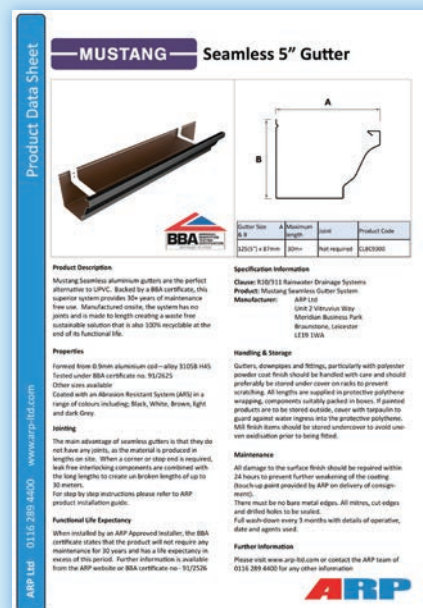 MUSTANG
Seamless 5" Gutter
Product Data Sheet
ARP Ltd 0116 289 4400 www.arp-ltd.com
A
B
BBA
Gutter Size A & B
Maximum length
Joint
Product Code
125(5") x 87mm
30m+
Not required
Product Description
Mustang Seamless aluminium gutters are the perfect
alternative to UPVC. Backed by a BBA certificate, this
superior system provides 30+ years of maintenance
free use. Manufactured onsite, the system has no
joints and is made to length creating a waste free
sustainable solution that is also 100% recyclable at the
end of its functional life.
Properties
Formed from 0.9mm aluminium coil—alloy 3105B H45
Tested under BBA certificate no. 91/2625
Other sizes available
Coated with an Abrasion Resistant System (ARS) in a
range of colours including; Black, White, Brown, light
and dark Grey.
Jointing
The main advantage of seamless gutters is that they do
not have any joints, as the material is produced in
lengths on site. When a corner or stop end is required,
leak free interlocking components are combined with
the long lengths to create un broken lengths of up to
30 meters.
For step by step instructions please refer to ARP
product installation guide.
Functional Life Expectancy
When installed by an ARP Approved Installer, the BBA
certificate states that the product will not require any
maintenance for 30 years and has a life expectancy in
excess of this period. Further information is available
from the ARP website or BBA certificate no - 91/2526
Specification Information
Clause: R10/311 Rainwater Drainage Systems
Product: Mustang Seamless Gutter System
Manufacturer: ARP Ltd
Unit 2 Vitruvius Way
Meridian Business Park
Braunstone, Leicester
LE19 1WA
Handling & Storage
Gutters, downpipes and fittings, particularly with polyester
powder coat finish should be handled with care and should
preferably be stored under cover on racks to prevent
scratching. All lengths are supplied in protective polythene
wrapping, components suitably packed in boxes. If painted
products are to be stored outside, cover with tarpaulin to
guard against water ingress into the protective polythene.
Mill finish items should be stored undercover to avoid une-
ven oxidisation prior to being fitted.
Maintenance
All damage to the surface finish should be repaired within
24 hours to prevent further weakening of the coating
(touch-up paint provided by ARP on delivery of consign-
ment).
There must be no bare metal edges. All mitres, cut edges
and drilled holes to be sealed.
Full wash-down every 3 months with details of operative,
date and agents used.
Further Information
Please visit www.arp-ltd.com or contact the ARP team of
0116 289 4400 for any other information
ARP